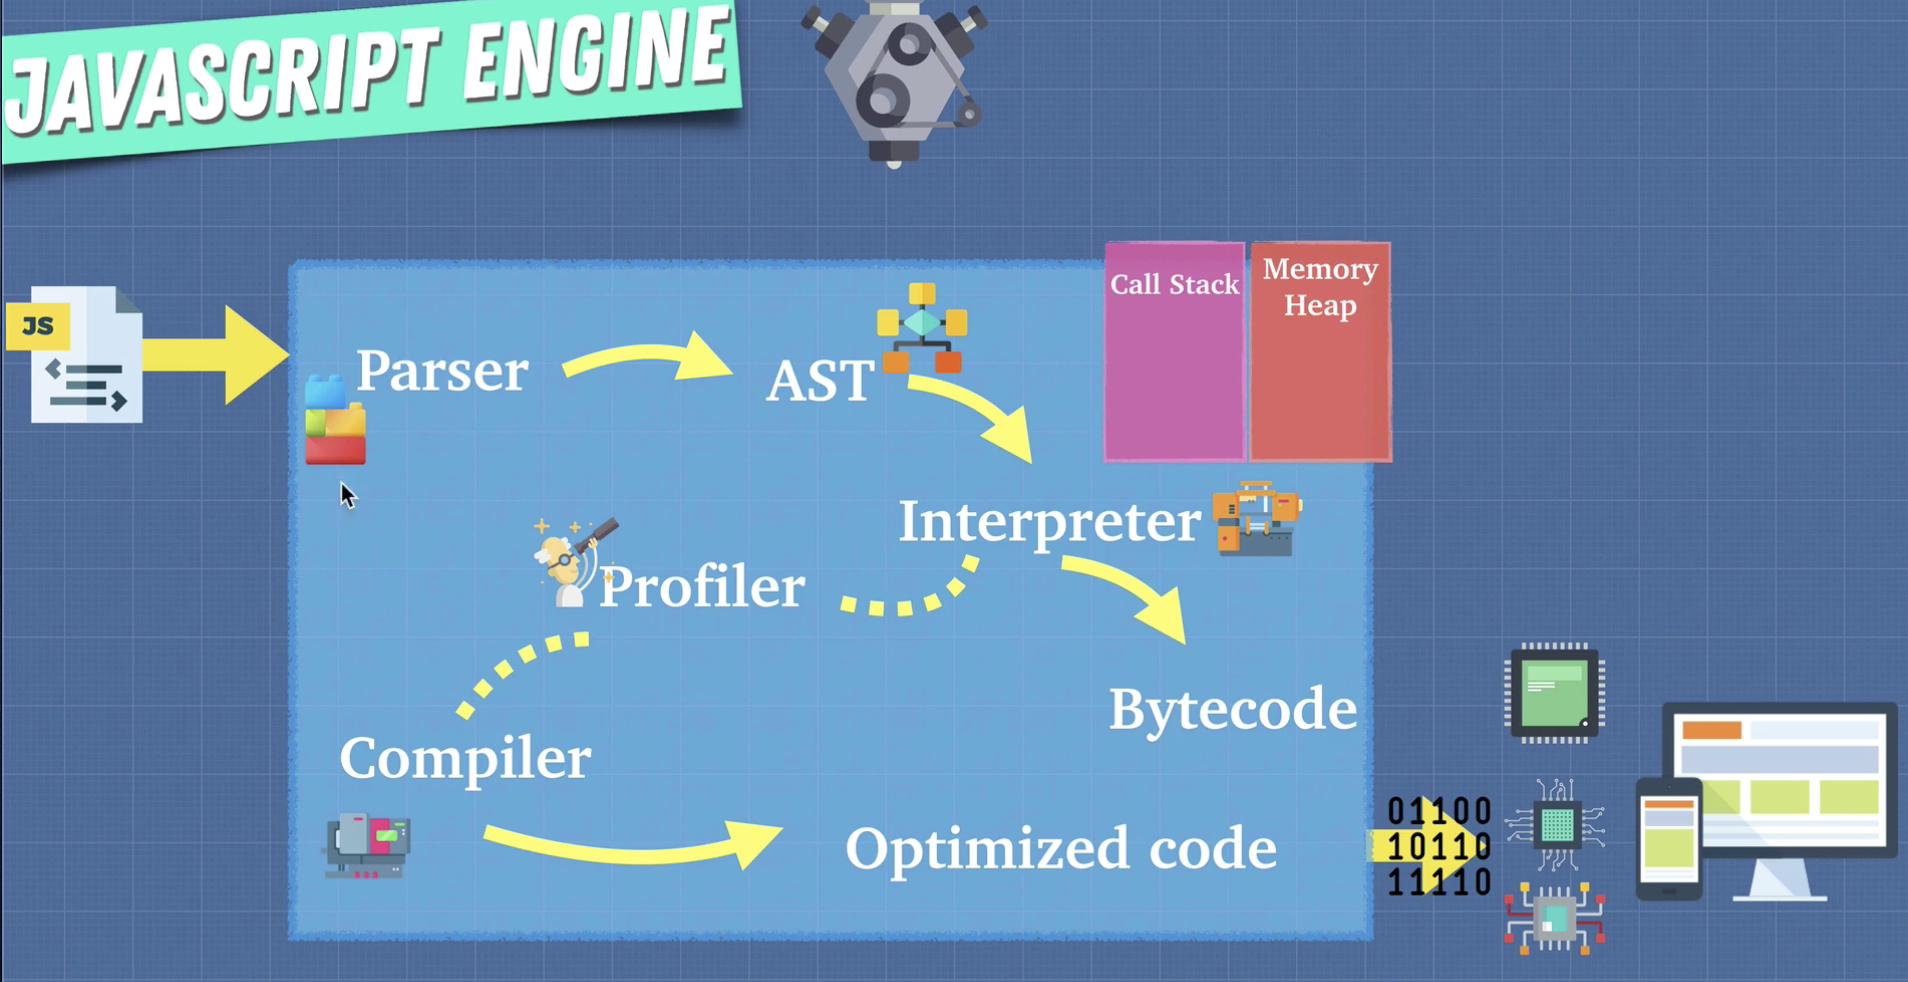 JAVASCRIPT ENGINE
Call Stack
Memory
Heap
JS
Parser
AST
Interpreter
Profiler
Bytecode
Compiler
Optimized code
01100
10110
11110